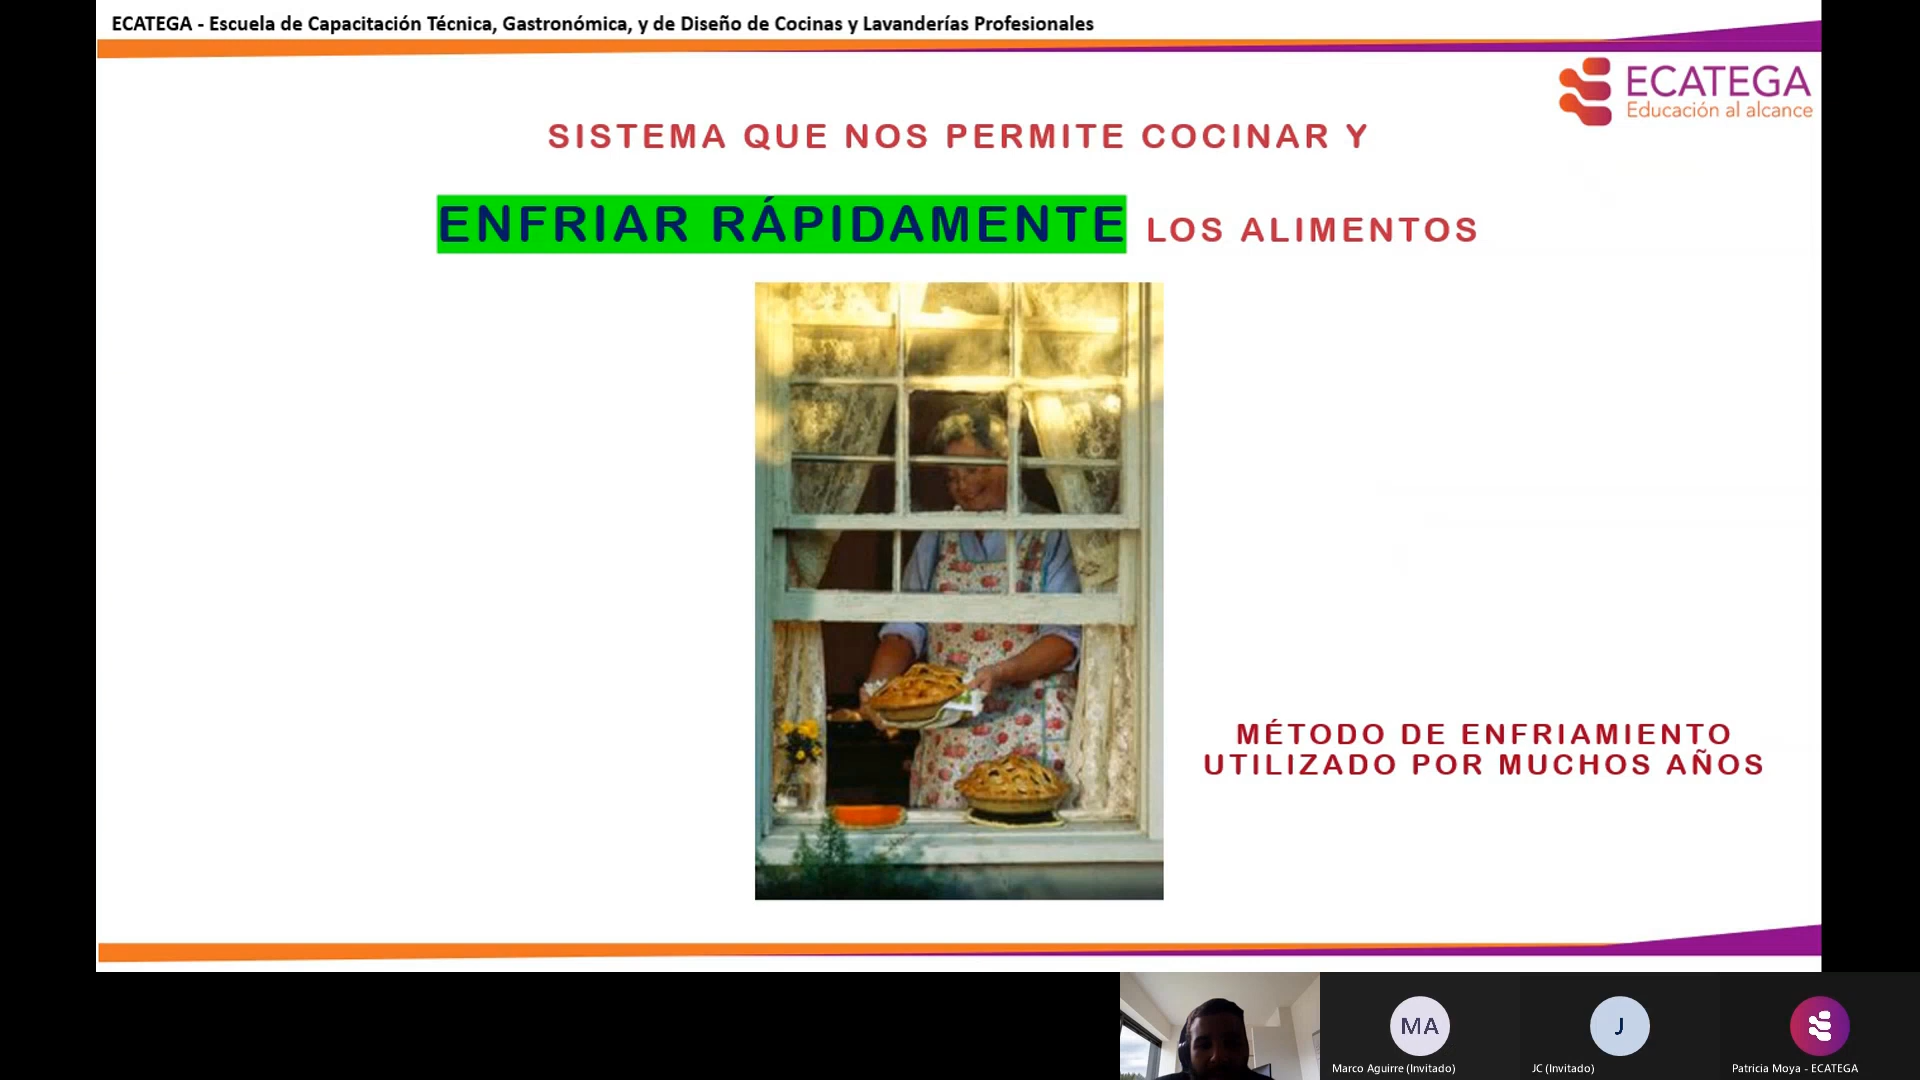 ECATEGA - Escuela de Capacitación Técnica, Gastronómica, y de Diseño de Cocinas y Lavanderías Profesionales
ECATEGA
Educación al alcance
SISTEMA QUE NOS PERMITE COCINAR Y
ENFRIAR RÁPIDAMENTE LOS ALIMENTOS
MÉTODO DE ENFRIAMIENTO
UTILIZADO POR MUCHOS AÑOS
MA
J
Marco Aguirre (Invitado)
JC (Invitado)
Patricia Moya - ECATEGA